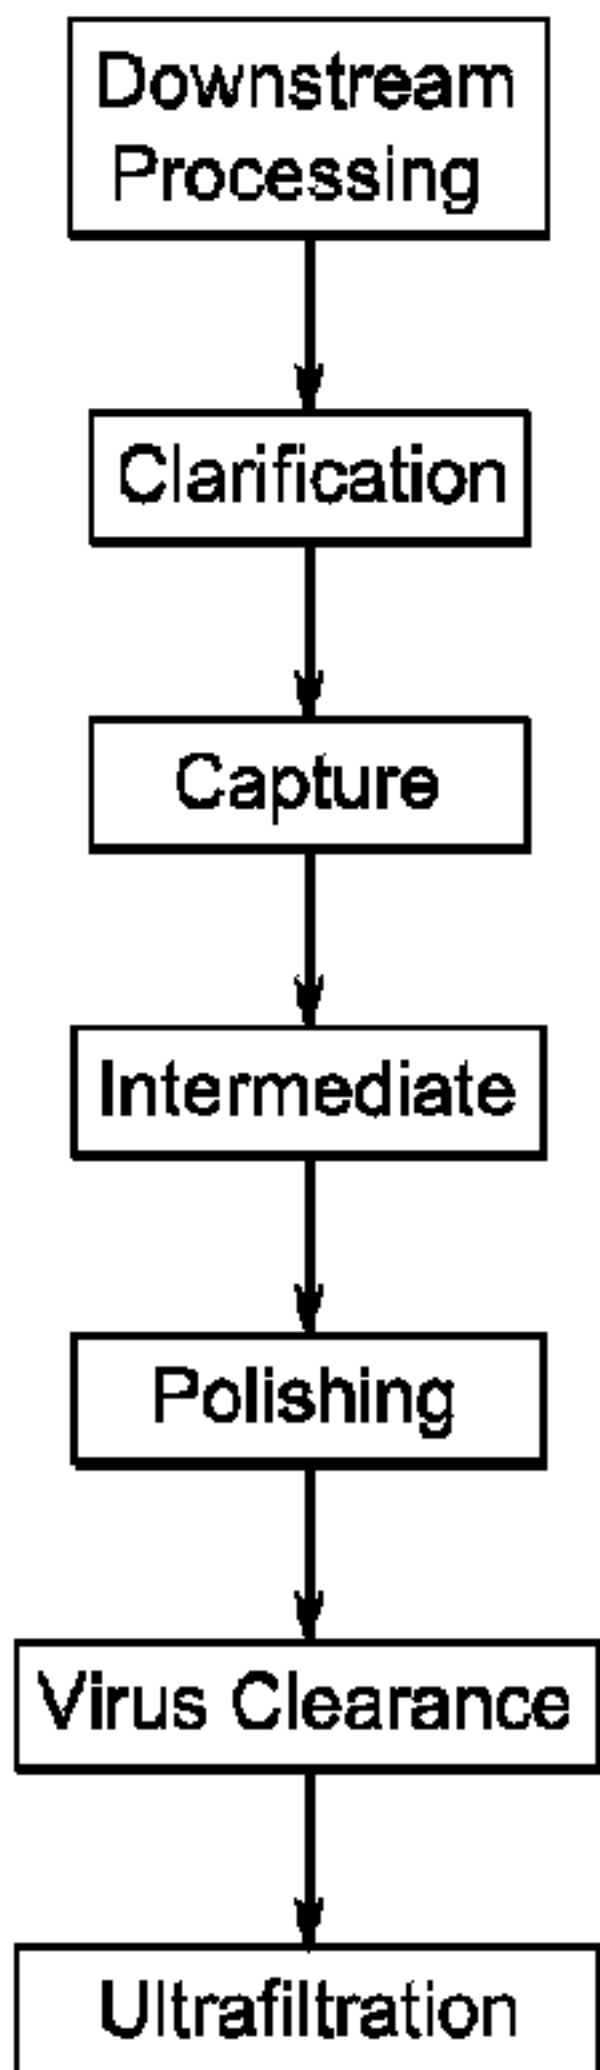 Downstream
Processing
Clarification
Capture
Intermediate
Polishing
Virus Clearance
Ultrafiltration